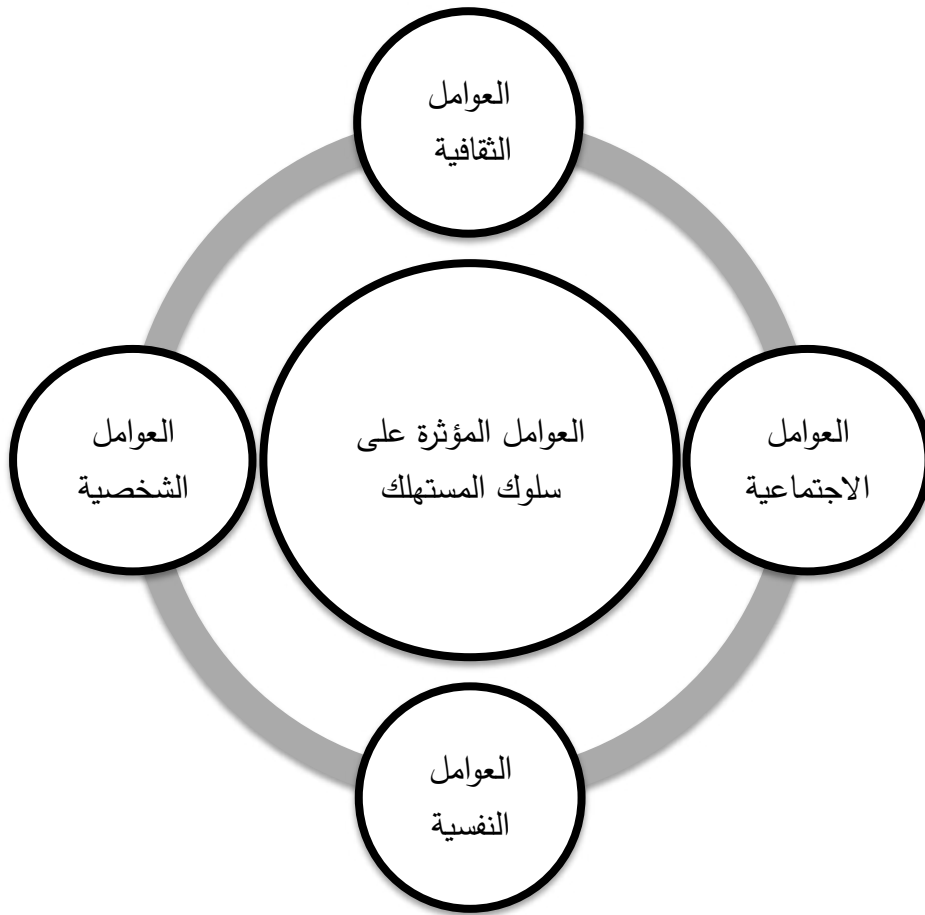 العوامل
الثقافية
العوامل المؤثرة على
سلوك المستهلك
العوامل
الاجتماعية
العوامل
الشخصية
العوامل
النفسية